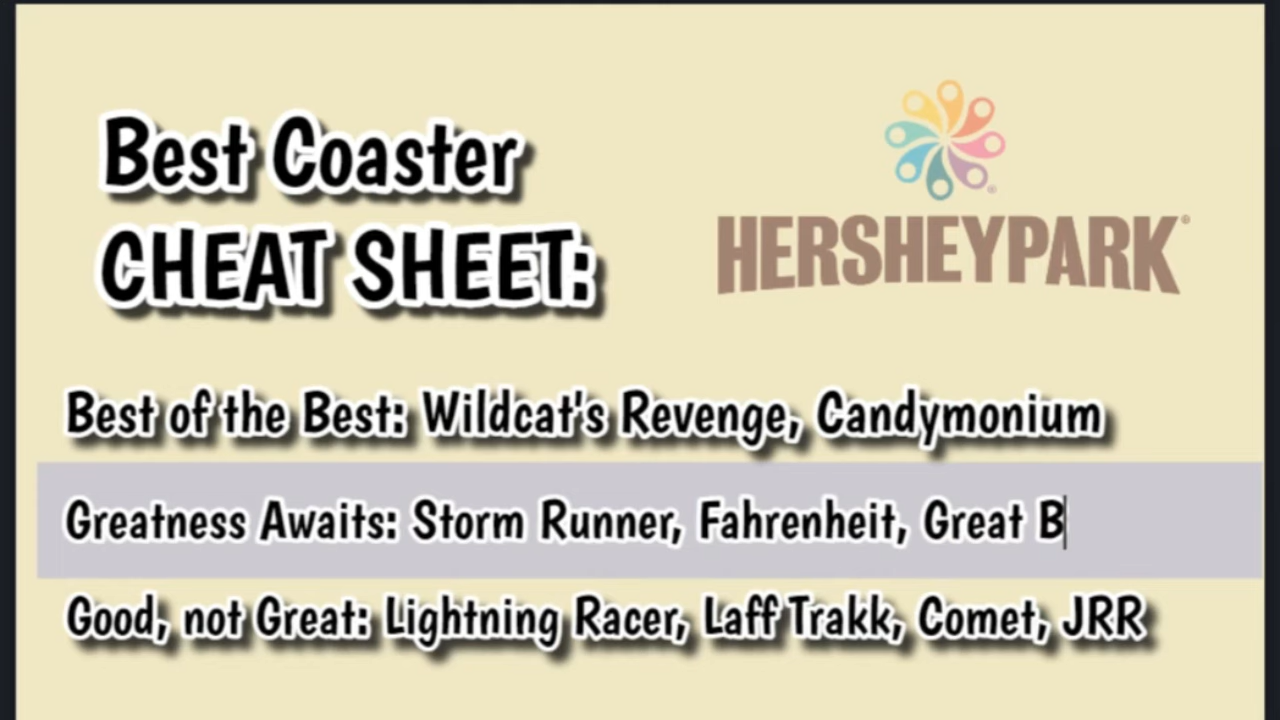 Best Coaster
CHEAT SHEET:
HERSHEYPARK®
Best of the Best: Wildcat's Revenge, Candymonium
Greatness Awaits: Storm Runner, Fahrenheit, Great B
Good, not Great: Lightning Racer, Laff Trakk, Comet, JRR